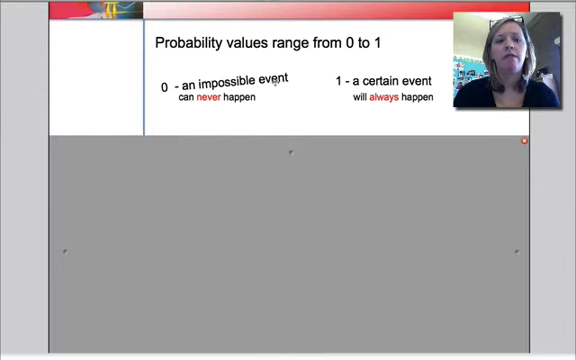 Probability values range from 0 to 1
0 - an impossible event
can never happen
1 - a certain event
will always happen